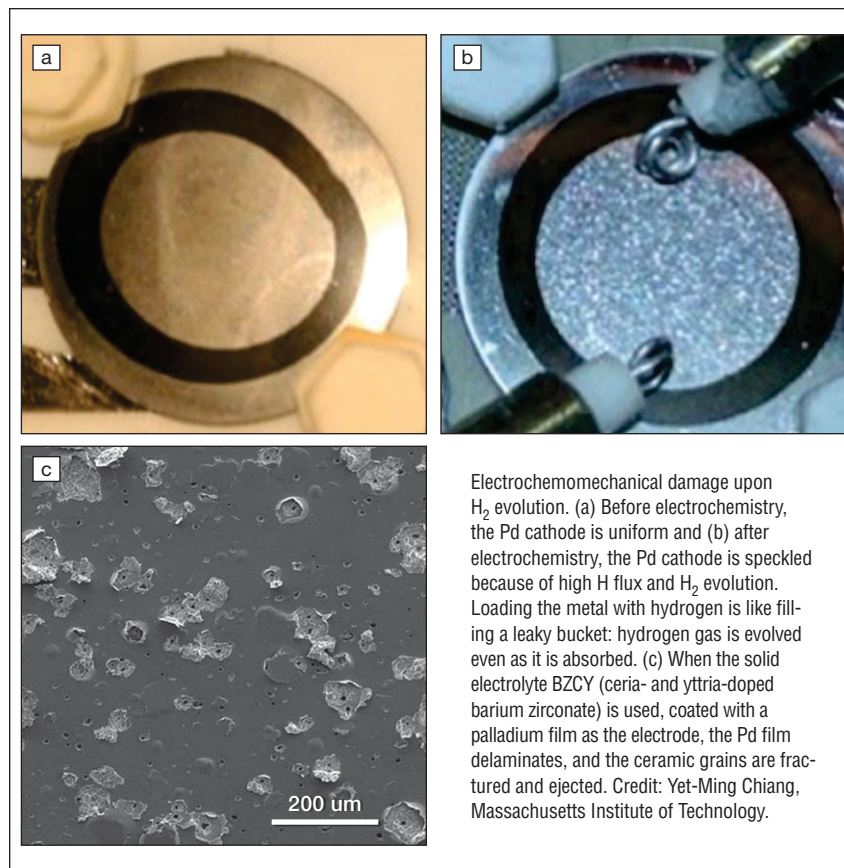 a
b
c
200 um
Electrochemomechanical damage upon
H₂ evolution. (a) Before electrochemistry,
the Pd cathode is uniform and (b) after
electrochemistry, the Pd cathode is speckled
because of high H flux and H₂ evolution.
Loading the metal with hydrogen is like fill-
ing a leaky bucket: hydrogen gas is evolved
even as it is absorbed. (c) When the solid
electrolyte BZCY (ceria- and yttria-doped
barium zirconate) is used, coated with a
palladium film as the electrode, the Pd film
delaminates, and the ceramic grains are frac-
tured and ejected. Credit: Yet-Ming Chiang,
Massachusetts Institute of Technology.